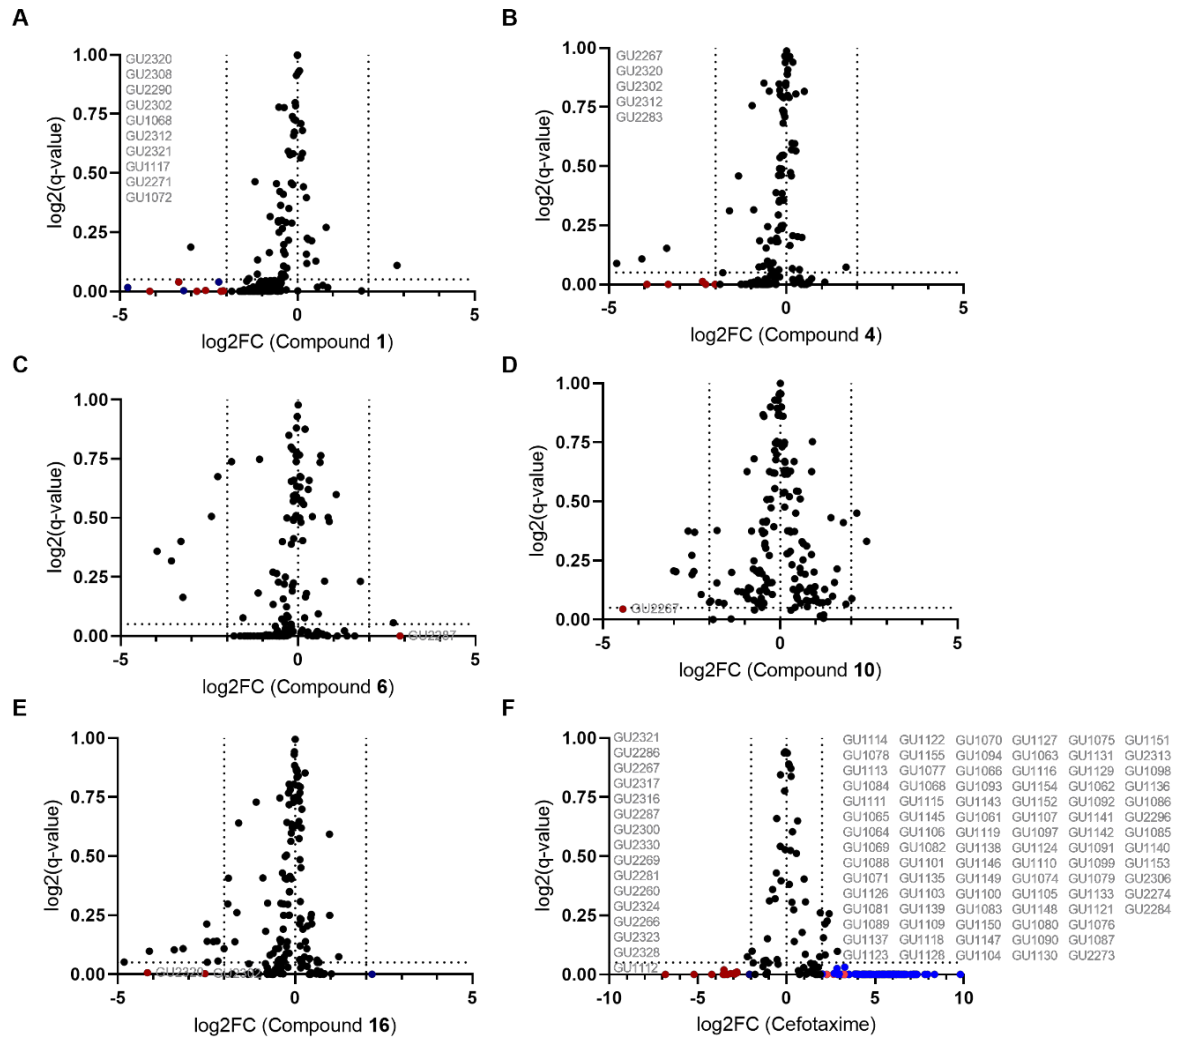 A
log2(q-value)
1.00
0.75
0.50
0.25
0.00
GU2320
GU2308
GU2290
GU2302
GU1068
GU2312
GU2321
GU1117
GU2271
GU1072
-5
0
5
log2FC (Compound 1)
B
log2(q-value)
1.00
0.75
0.50
0.25
0.00
GU2267
GU2320
GU2302
GU2312
GU2283
-5
0
5
log2FC (Compound 4)
C
log2(q-value)
1.00
0.75
0.50
0.25
0.00
GU2287
-5
0
5
log2FC (Compound 6)
D
log2(q-value)
1.00
0.75
0.50
0.25
0.00
GU2267
-5
0
5
log2FC (Compound 10)
E
log2(q-value)
1.00
0.75
0.50
0.25
0.00
-5
0
5
log2FC (Compound 16)
F
log2(q-value)
1.00
0.75
0.50
0.25
0.00
GU2321
GU2286
GU2267
GU2317
GU2316
GU2287
GU2300
GU2330
GU2269
GU2281
GU2260
GU2324
GU2266
GU2323
GU2328
GU1112
GU1114 GU1122 GU1070 GU1127 GU1075 GU1151
GU1078 GU1155 GU1094 GU1063 GU1131 GU2313
GU1113 GU1077 GU1066 GU1116 GU1129 GU1098
GU1084 GU1068 GU1093 GU1154 GU1062 GU1136
GU1111 GU1115 GU1143 GU1152 GU1092 GU1086
GU1065 GU1145 GU1061 GU1107 GU1141 GU2296
GU1064 GU1106 GU1119 GU1097 GU1142 GU1085
GU1069 GU1082 GU1138 GU1124 GU1091 GU1140
GU1088 GU1101 GU1146 GU1110 GU1099 GU1153
GU1071 GU1135 GU1149 GU1074 GU1079 GU2306
GU1126 GU1103 GU1100 GU1105 GU1133 GU2274
GU1081 GU1139 GU1083 GU1148 GU1121 GU2284
GU1089 GU1109 GU1150 GU1080 GU1076
GU1137 GU1118 GU1147 GU1090 GU1087
GU1123 GU1128 GU1104 GU1130 GU2273
-10
-5
0
5
10
log2FC (Cefotaxime)